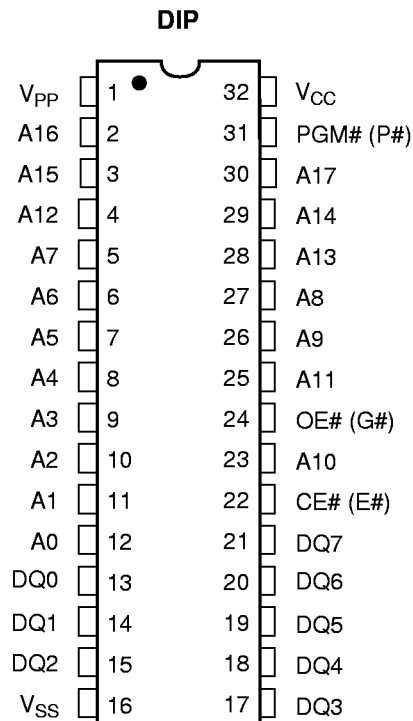 DIP
VPP 1 32 VCC
A16 2 31 PGM# (P#)
A15 3 30 A17
A12 4 29 A14
A7 5 28 A13
A6 6 27 A8
A5 7 26 A9
A4 8 25 A11
A3 9 24 OE# (G#)
A2 10 23 A10
A1 11 22 CE# (E#)
A0 12 21 DQ7
DQ0 13 20 DQ6
DQ1 14 19 DQ5
DQ2 15 18 DQ4
VSS 16 17 DQ3